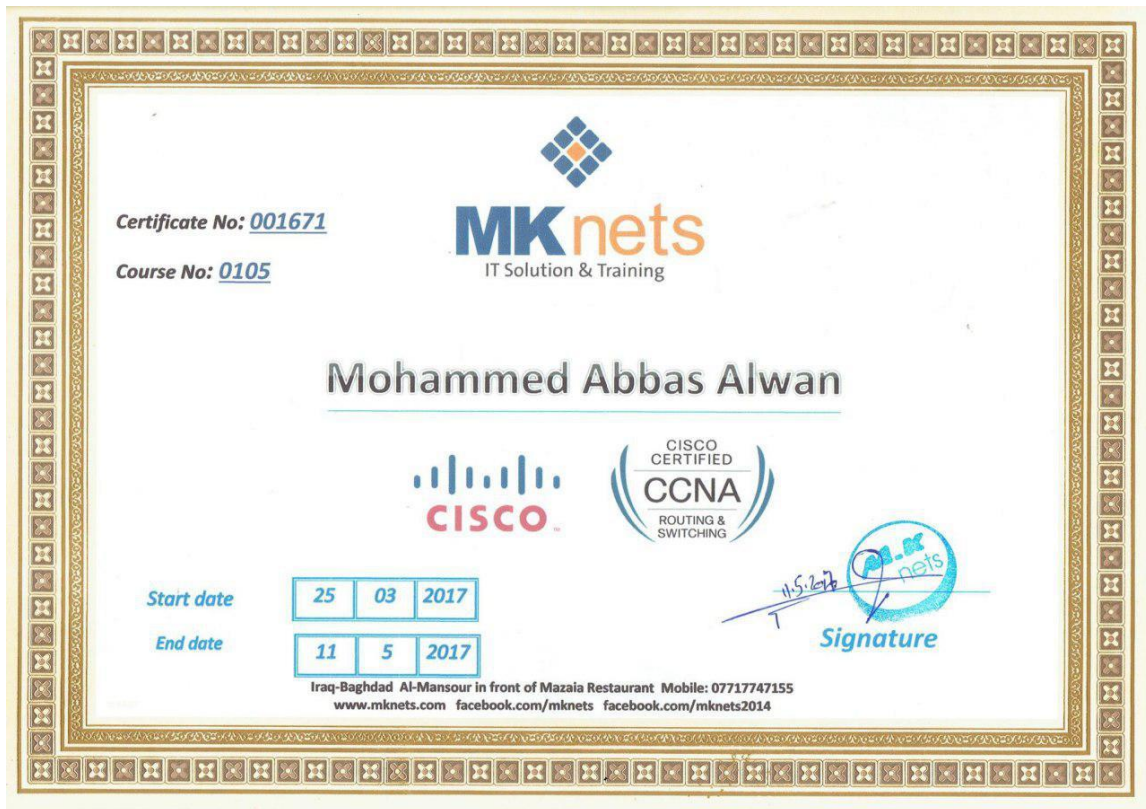 Certificate No: 001671
Course No: 0105
MKnets
IT Solution & Training
Mohammed Abbas Alwan
CISCO
CISCO
CERTIFIED
CCNA
ROUTING &
SWITCHING
Start date 25 03 2017
End date 11 5 2017
M.K
nets
11.5.2017
Signature
Iraq-Baghdad Al-Mansour in front of Mazaia Restaurant Mobile: 07717747155
www.mknets.com facebook.com/mknets facebook.com/mknets2014